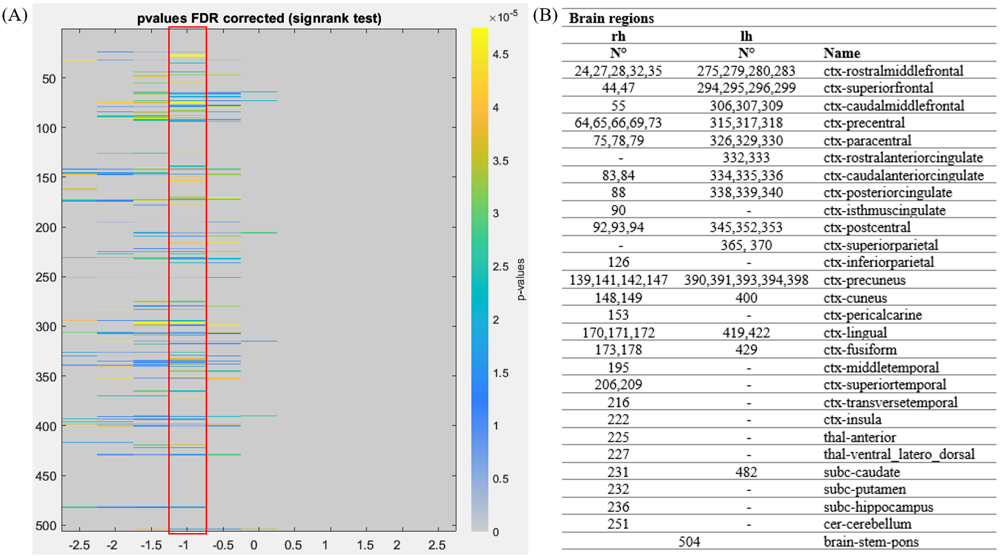 (A)
pvalues FDR corrected (signrank test)
×10⁻⁵
50
100
150
200
250
300
350
400
450
500
-2.5 -2 -1.5 -1 -0.5 0 0.5 1 1.5 2 2.5
4.5
4
3.5
3
2.5
2
1.5
1
0.5
0
p-values
(B)
Brain regions
rh lh
N° N° Name
24,27,28,32,35 275,279,280,283 ctx-rostralmiddlefrontal
44,47 294,295,296,299 ctx-superiorfrontal
55 306,307,309 ctx-caudalmiddlefrontal
64,65,66,69,73 315,317,318 ctx-precentral
75,78,79 326,329,330 ctx-paracentral
- 332,333 ctx-rostralanteriorcingulate
83,84 334,335,336 ctx-caudalanteriorcingulate
88 338,339,340 ctx-posteriorcingulate
90 - ctx-isthmuscingulate
92,93,94 345,352,353 ctx-postcentral
- 365, 370 ctx-superiorparietal
126 - ctx-inferiorparietal
139,141,142,147 390,391,393,394,398 ctx-precuneus
148,149 400 ctx-cuneus
153 - ctx-pericalcarine
170,171,172 419,422 ctx-lingual
173,178 429 ctx-fusiform
195 - ctx-middletemporal
206,209 - ctx-superiortemporal
216 - ctx-transversetemporal
222 - ctx-insula
225 - thal-anterior
227 - thal-ventral_latero_dorsal
231 482 subc-caudate
232 - subc-putamen
236 - subc-hippocampus
251 - cer-cerebellum
504 brain-stem-pons